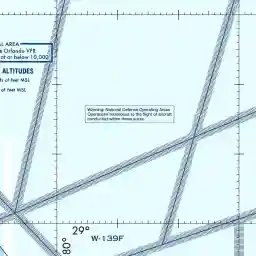 AL AREA
Orlando VFR
at or below 10,000
ALTITUDES
of feet MSL
of feet MSL
Warning: National Defense Operating Areas
Operations hazardous to the flight of aircraft
conducted within these areas.
29°
80°
W-139F